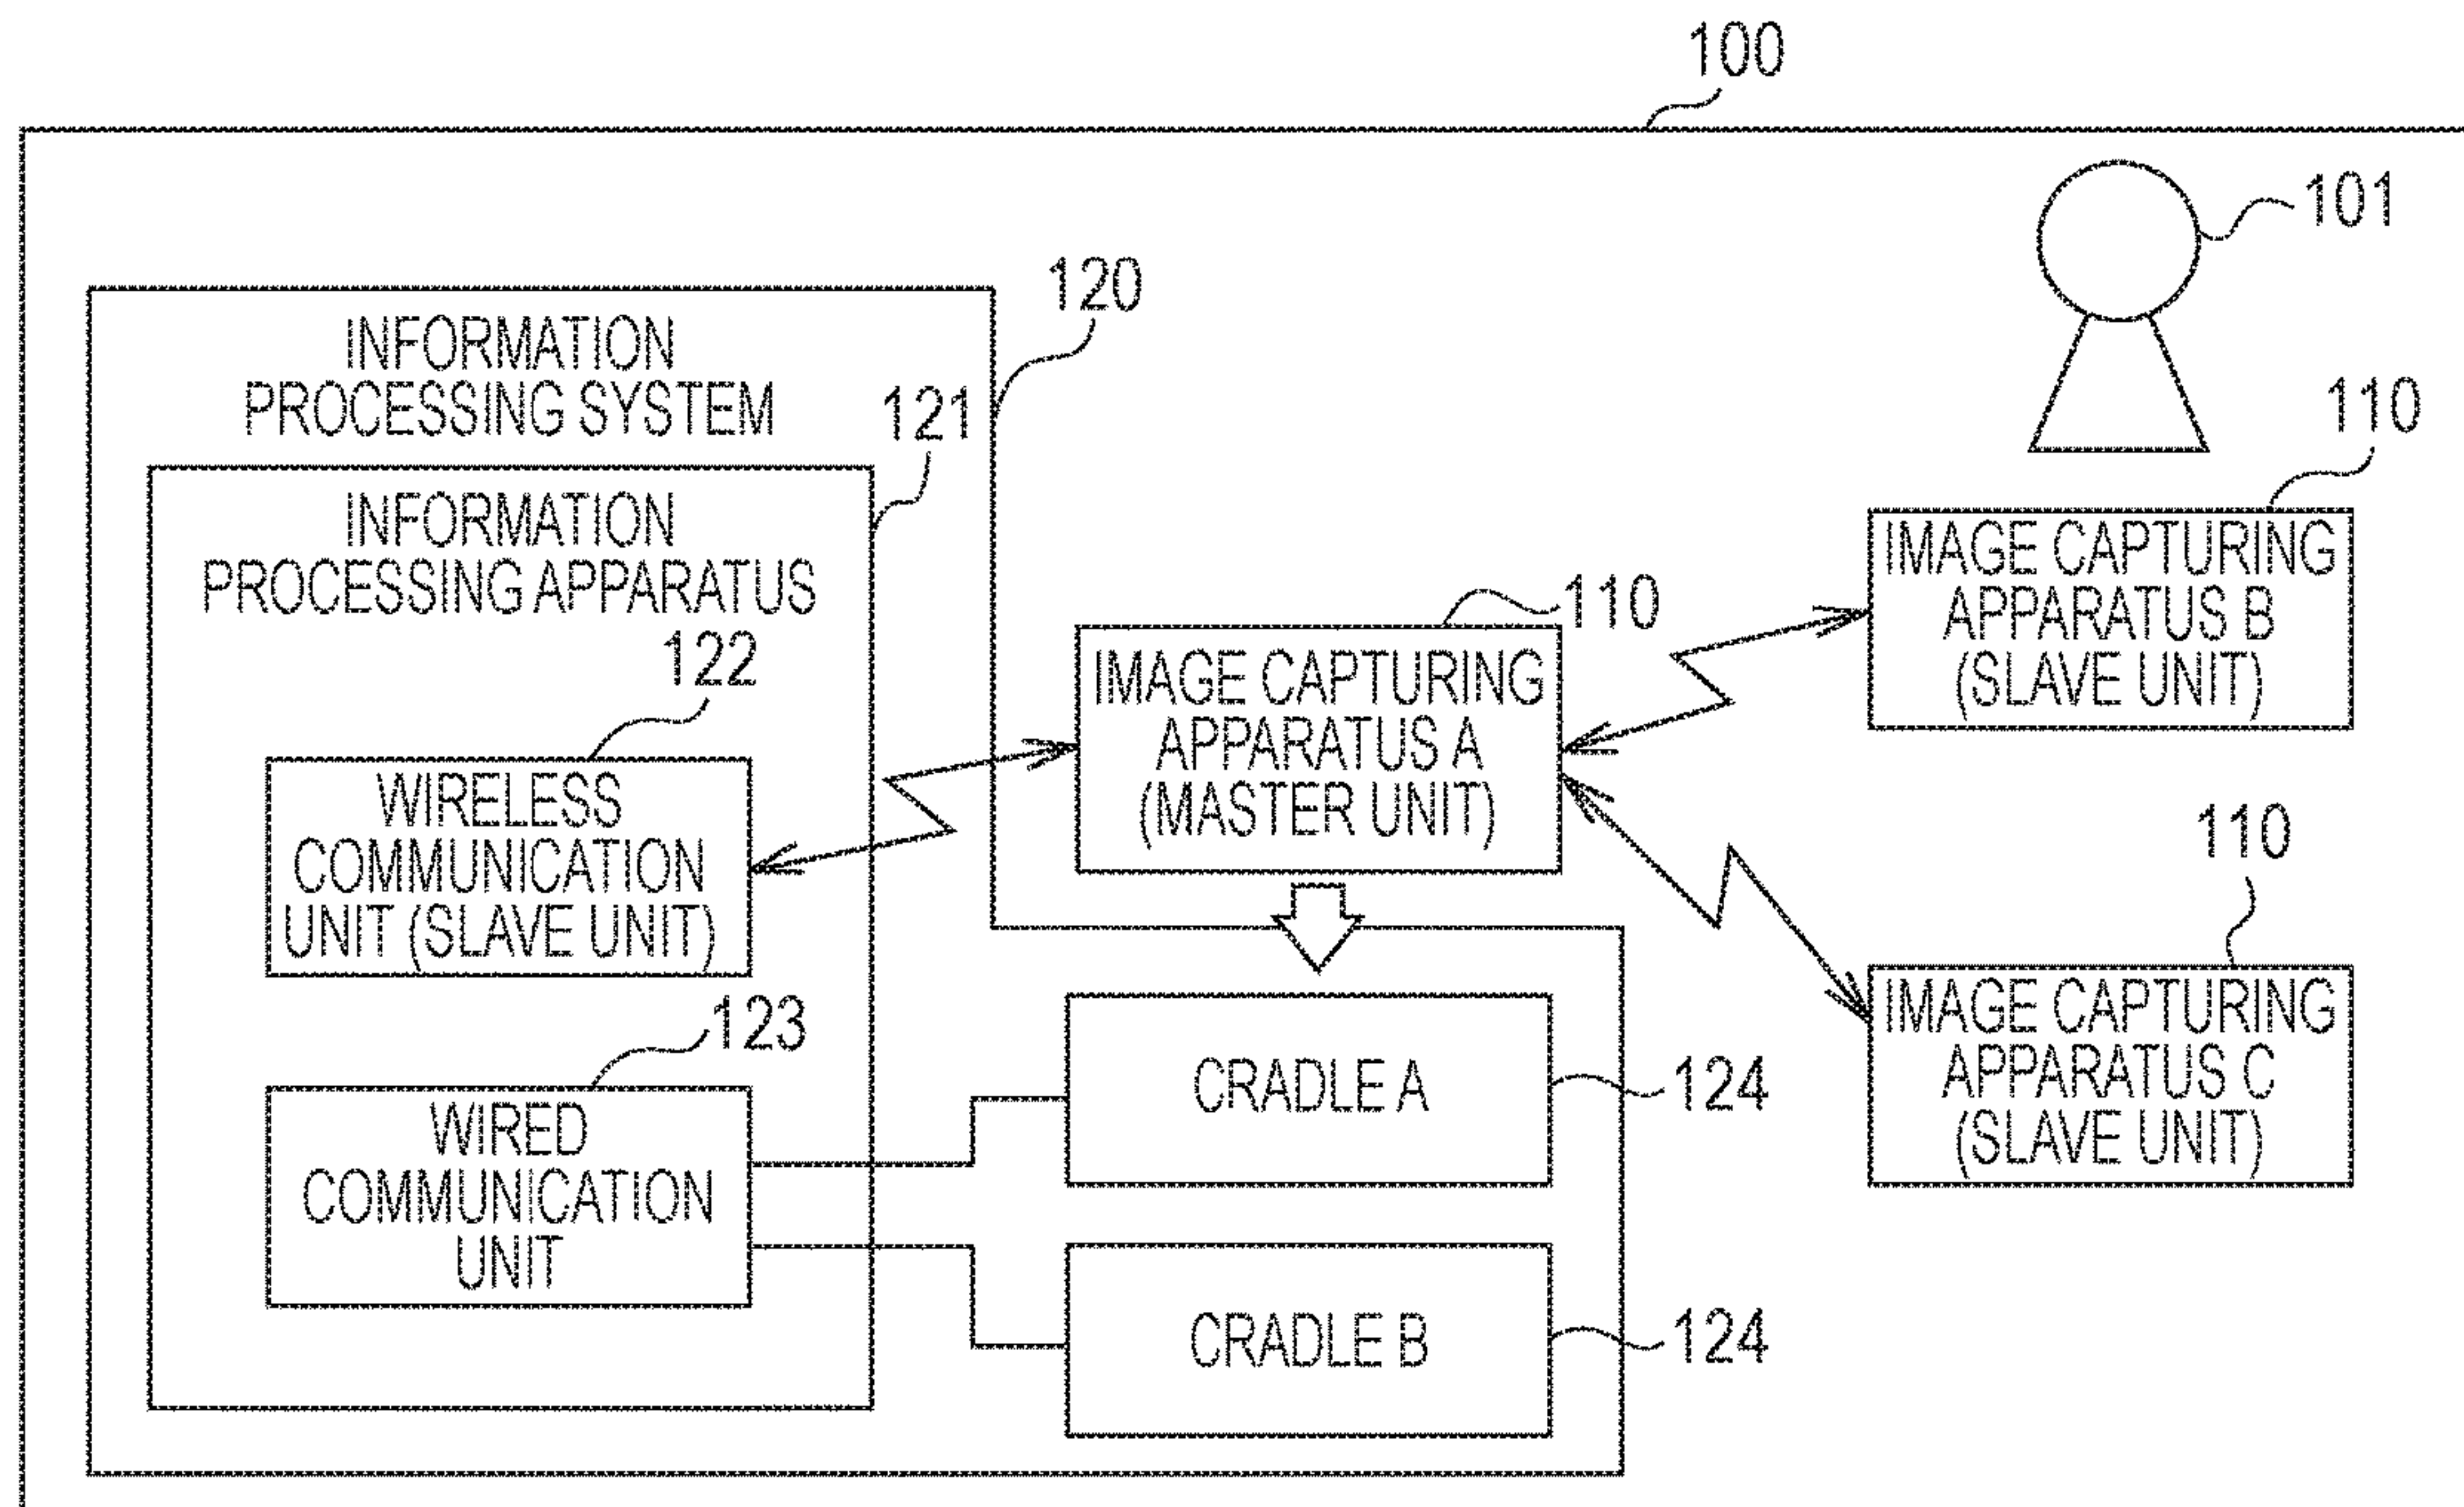 100
101
120
INFORMATION
PROCESSING SYSTEM
121
110
INFORMATION
PROCESSING APPARATUS
IMAGE CAPTURING
APPARATUS B
(SLAVE UNIT)
110
122
IMAGE CAPTURING
APPARATUS A
(MASTER UNIT)
WIRELESS
COMMUNICATION
UNIT (SLAVE UNIT)
110
IMAGE CAPTURING
APPARATUS C
(SLAVE UNIT)
123
CRADLE A
124
WIRED
COMMUNICATION
UNIT
CRADLE B
124